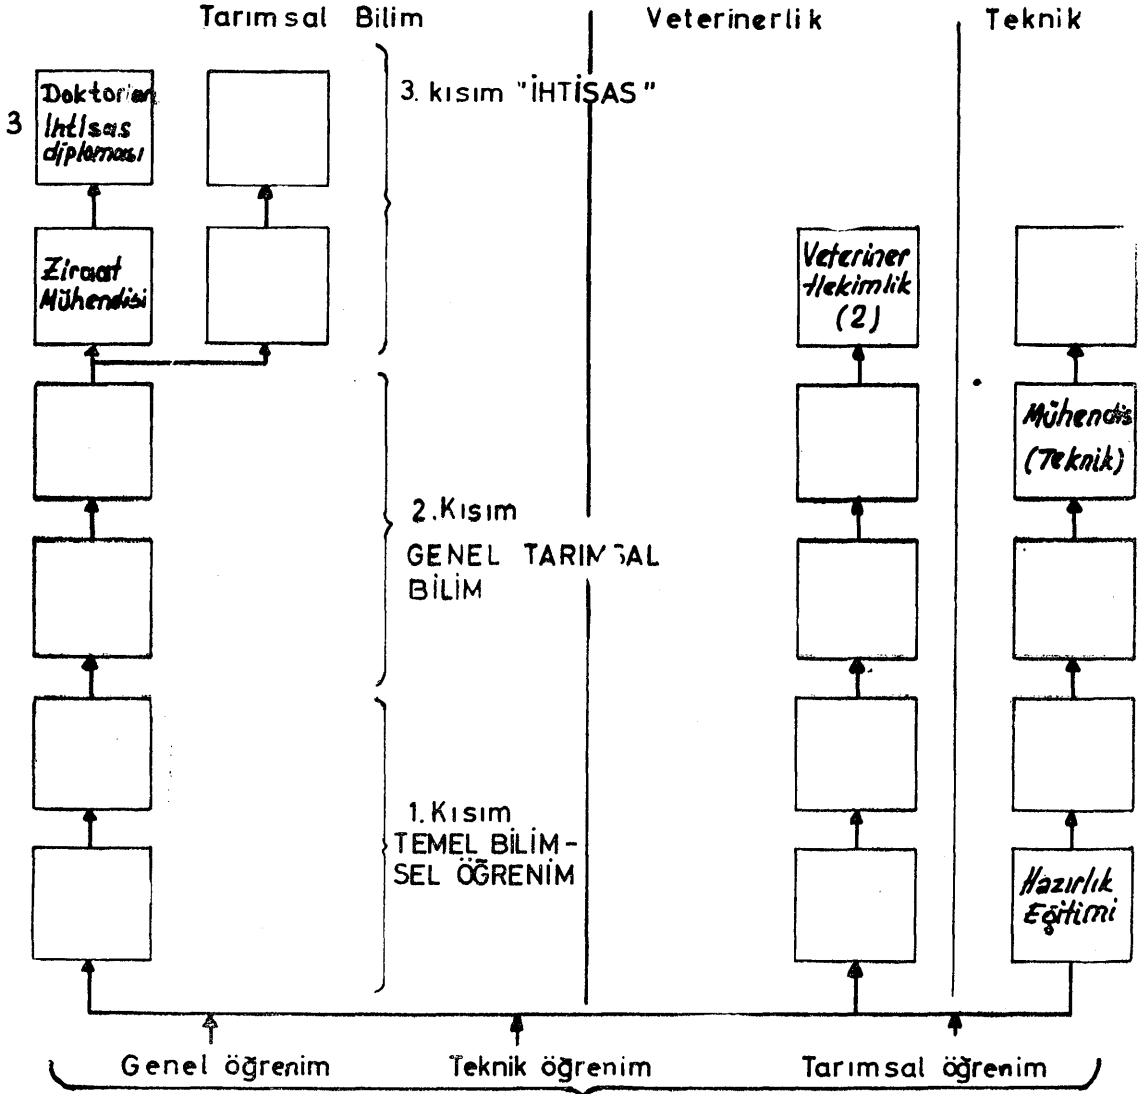 Tarımsal Bilim
Veterinerlik
Teknik
3. kısım "İHTİSAS"
3
Doktorian
İhtisas
diploması
Ziraat
Mühendisi
Veteriner
Hekimlik
(2)
Mühendis
(Teknik)
2. Kısım
GENEL TARIMSAL
BİLİM
1. Kısım
TEMEL BİLİM-
SEL ÖĞRENİM
Hazırlık
Eğitimi
Genel öğrenim
Teknik öğrenim
Tarımsal öğrenim